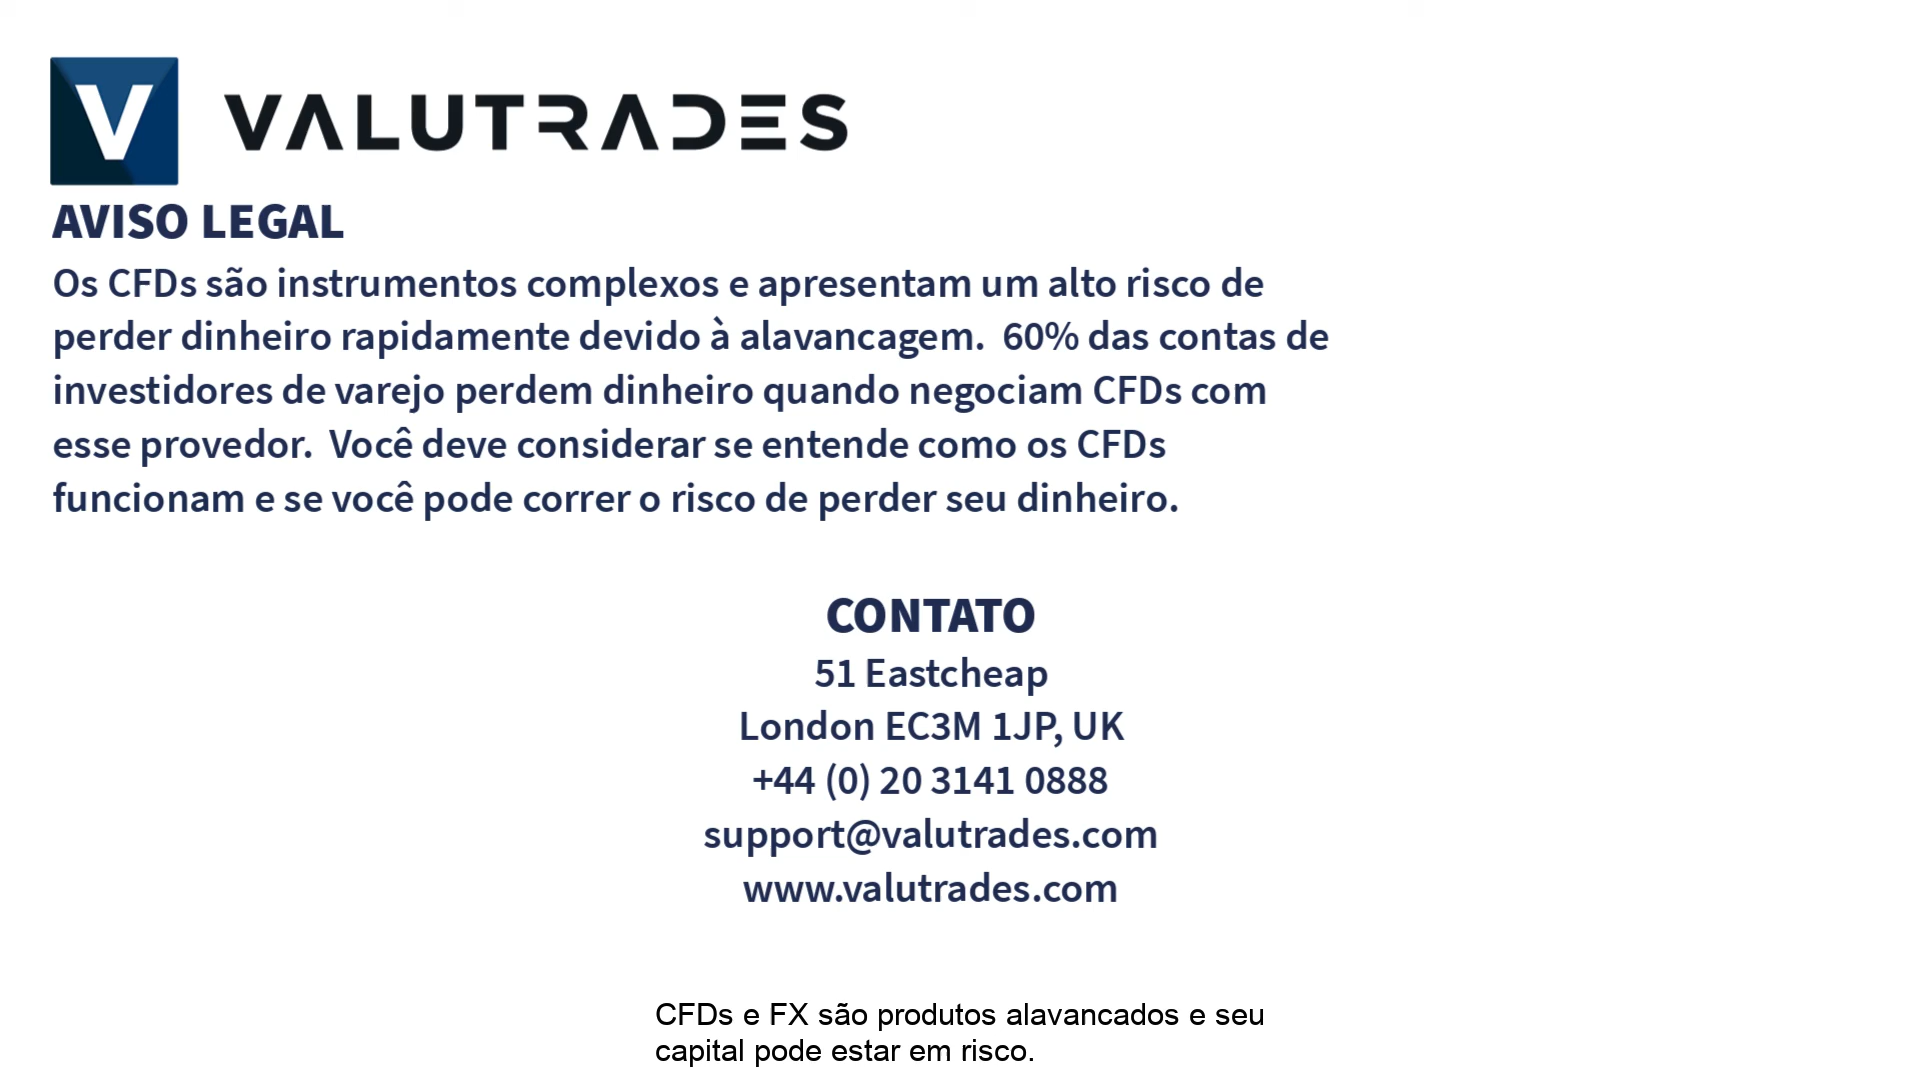 V VALUTRADES
AVISO LEGAL
Os CFDs são instrumentos complexos e apresentam um alto risco de
perder dinheiro rapidamente devido à alavancagem.  60% das contas de
investidores de varejo perdem dinheiro quando negociam CFDs com
esse provedor.  Você deve considerar se entende como os CFDs
funcionam e se você pode correr o risco de perder seu dinheiro.
CONTATO
51 Eastcheap
London EC3M 1JP, UK
+44 (0) 20 3141 0888
support@valutrades.com
www.valutrades.com
CFDs e FX são produtos alavancados e seu
capital pode estar em risco.